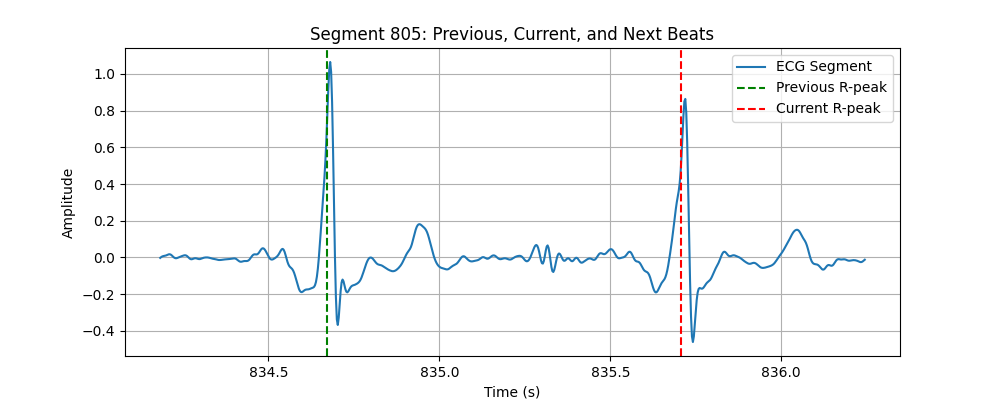 Segment 805: Previous, Current, and Next Beats
ECG Segment
Previous R-peak
Current R-peak
Amplitude
1.0
0.8
0.6
0.4
0.2
0.0
−0.2
−0.4
834.5 835.0 835.5 836.0
Time (s)